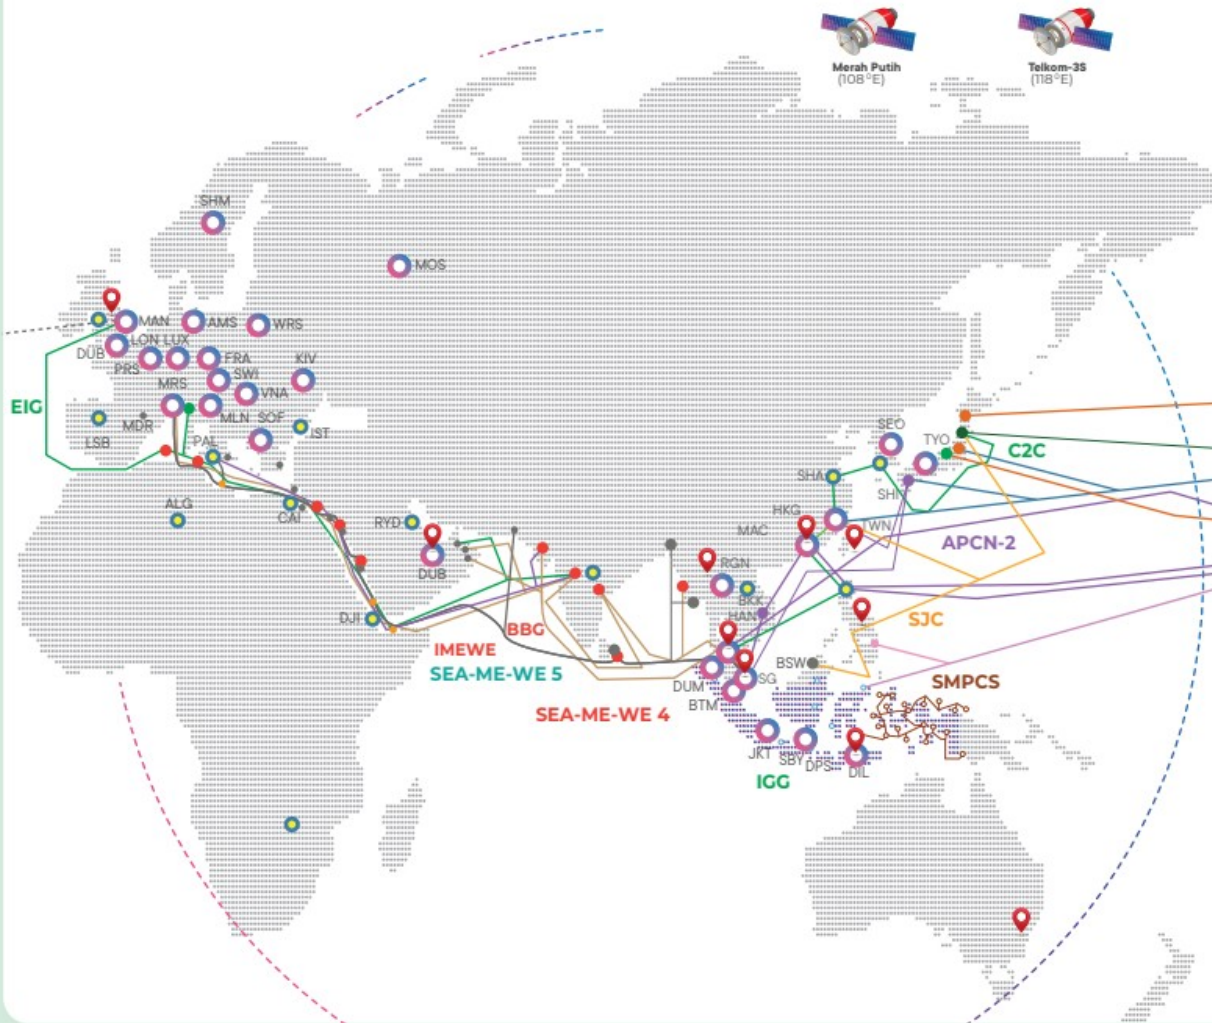 Merah Putih
(108°E)
Telkom-3S
(118°E)
SHM
MOS
MAN
AMS
WRS
DUB
LON LUX
PRS
FRA
KIV
SWI
MRS
VNA
EIG
MDR
MLN SOF
LSB
IST
PAL
SEO
TYO
C2C
SHA
SHI
ALG
CAI
RYD
HKG
TWN
MAC
APCN-2
DUB
RGN
BKK
HAN
DJI
SJC
BBG
IMEWE
SEA-ME-WE 5
BSW
SG
DUM
SMPCS
BTM
SEA-ME-WE 4
JKT
SBY
DPS
DIL
IGG